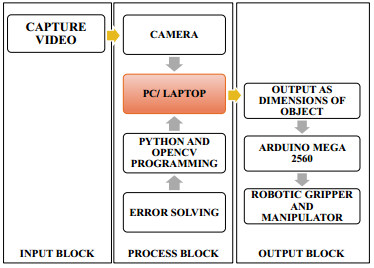 CAPTURE
VIDEO
CAMERA
PC/ LAPTOP
PYTHON AND
OPENCV
PROGRAMMING
ERROR SOLVING
OUTPUT AS
DIMENSIONS OF
OBJECT
ARDUINO MEGA
2560
ROBOTIC GRIPPER
AND
MANIPULATOR
INPUT BLOCK
PROCESS BLOCK
OUTPUT BLOCK